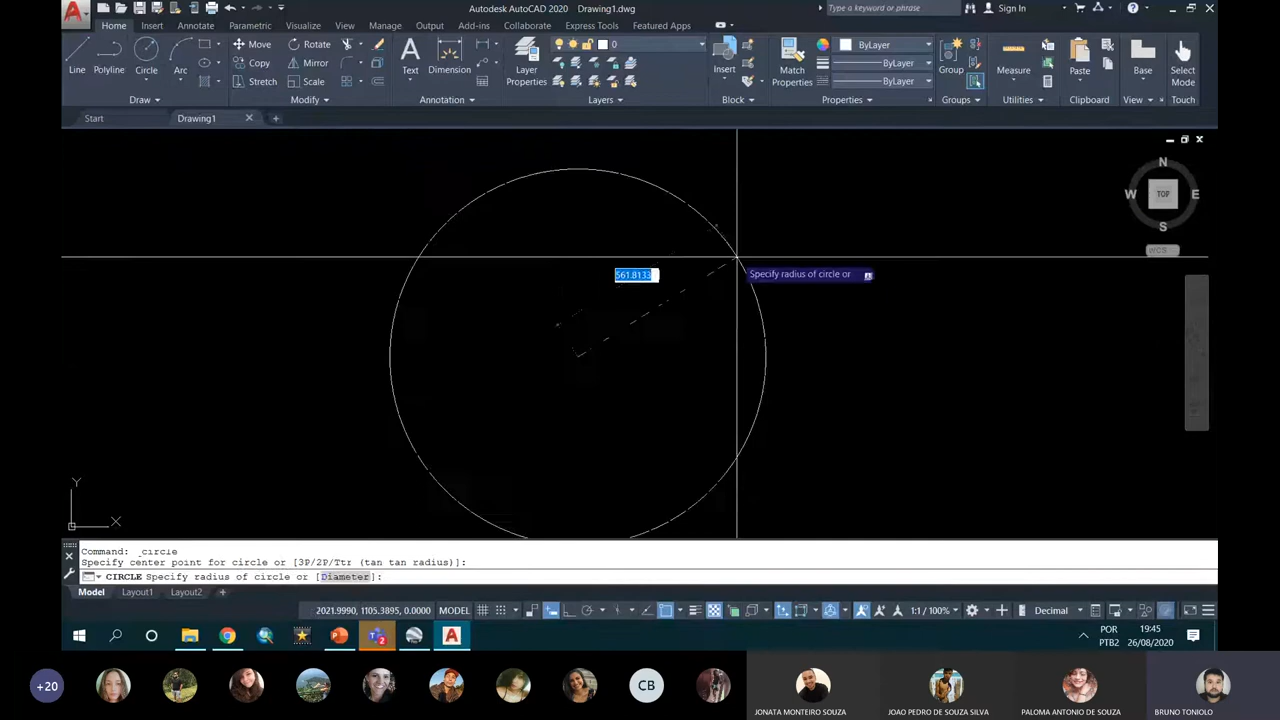 Autodesk AutoCAD 2020 Drawing1.dwg
Type a keyword or phrase
Sign In
Home Insert Annotate Parametric Visualize View Manage Output Add-ins Collaborate Express Tools Featured Apps
Line Polyline Circle Arc
Move Rotate
Copy Mirror
Stretch Scale
Text Dimension
Layer Properties
0
Insert
Match Properties
ByLayer
ByLayer
ByLayer
Group
Measure
Paste
Base
Select Mode
Draw Modify Annotation Layers Block Properties Groups Utilities Clipboard View Touch
Start Drawing1
N
W TOP E
S
WCS
561.8133
Specify radius of circle or
Y
X
Command: _circle
Specify center point for circle or [3P/2P/Ttr (tan tan radius)]:
CIRCLE Specify radius of circle or [Diameter]:
Model Layout1 Layout2
2021.9990, 1105.3895, 0.0000 MODEL 1:1 / 100% Decimal
2
POR
PTB2
19:45
26/08/2020
+20
CB
JONATA MONTEIRO SOUZA
JOAO PEDRO DE SOUZA SILVA
PALOMA ANTONIO DE SOUZA
BRUNO TONIOLO